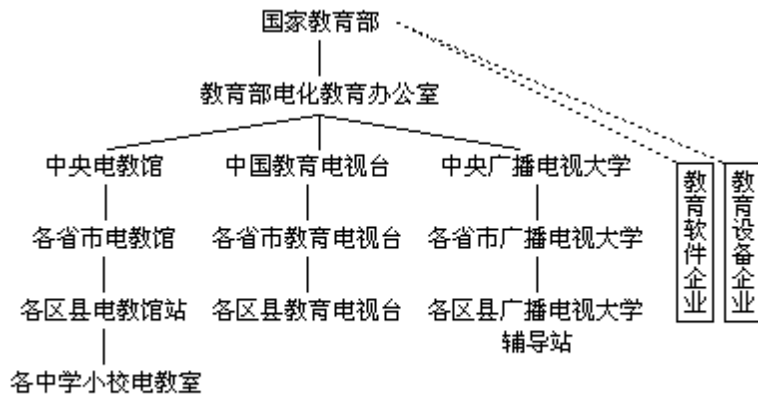 国家教育部
教育部电化教育办公室
中央电教馆 中国教育电视台 中央广播电视大学
各省市电教馆 各省市教育电视台 各省市广播电视大学
各区县电教馆站 各区县教育电视台 各区县广播电视大学
辅导站
各中学小校电教室
教育软件企业
教育设备企业